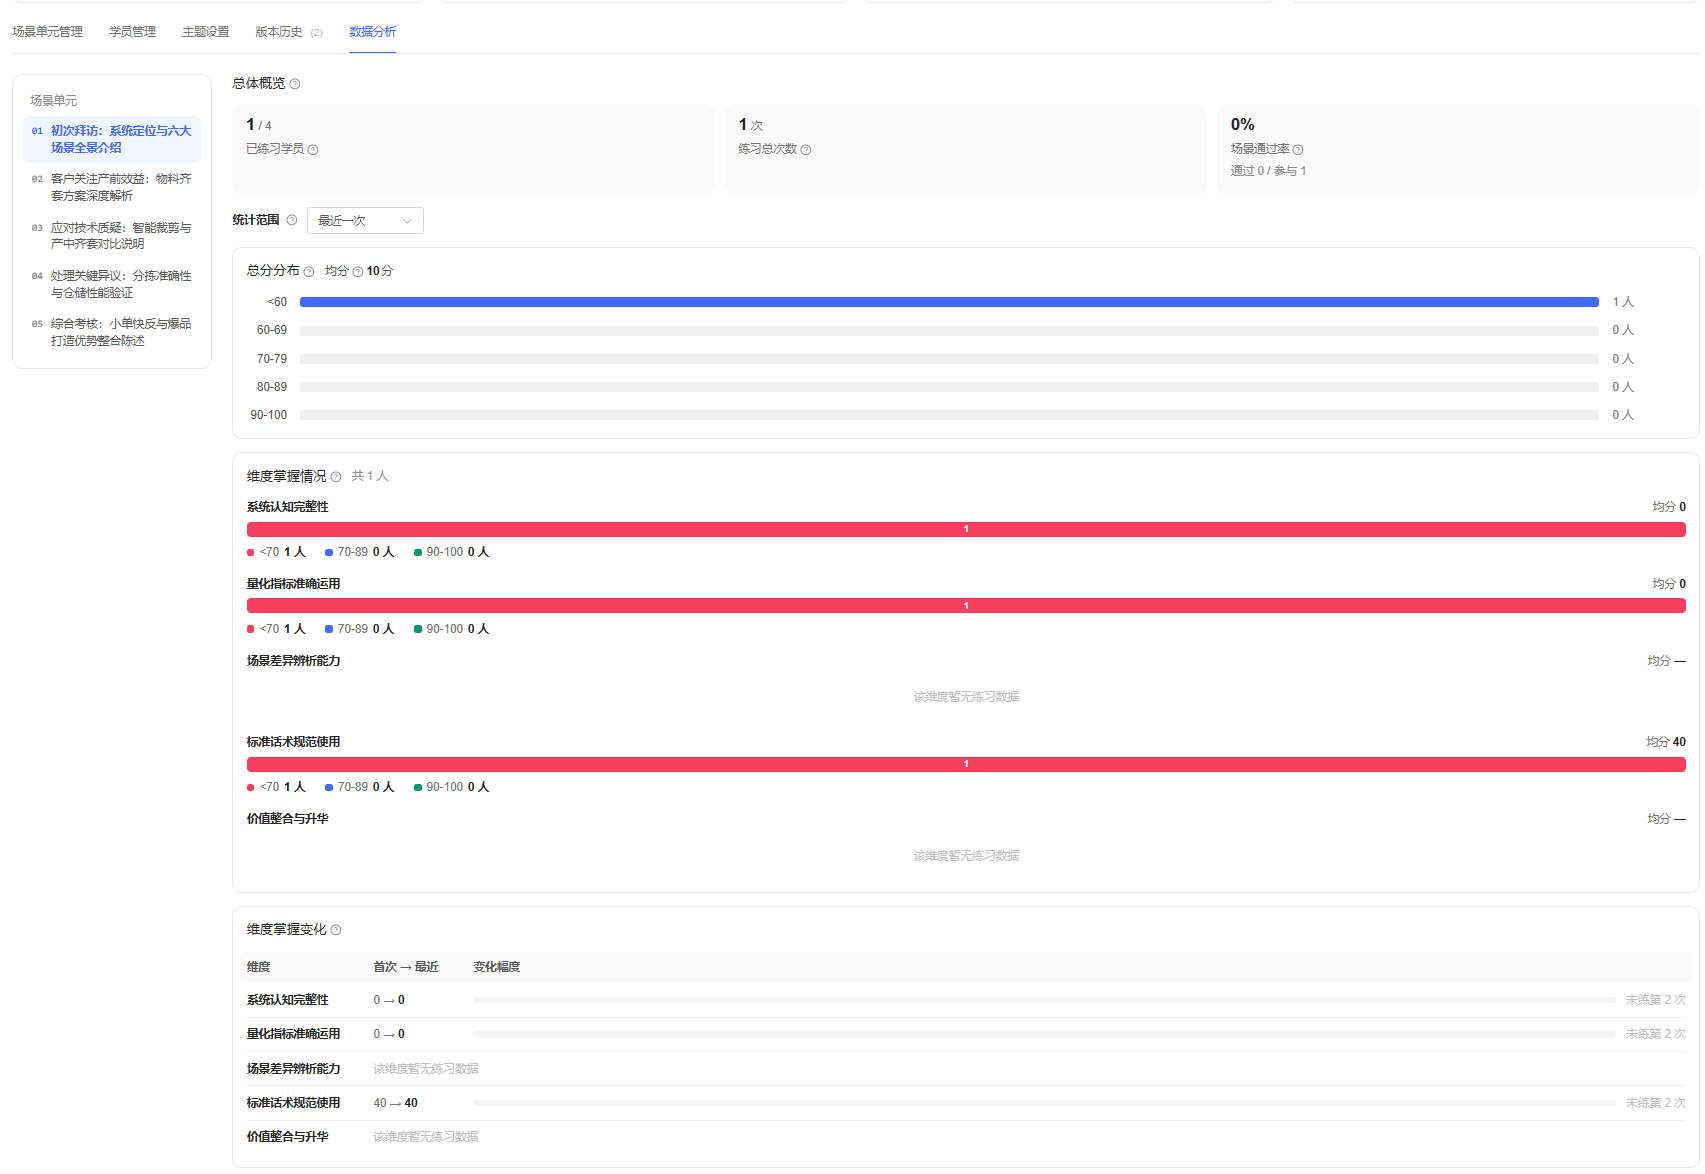 场景单元管理 学员管理 主题设置 版本历史 (2) 数据分析
场景单元
01 初次拜访：系统定位与六大
场景全景介绍
02 客户关注产前效益：物料齐
套方案深度解析
03 应对技术质疑：智能裁剪与
产中齐套对比说明
04 处理关键异议：分拣准确性
与仓储性能验证
05 综合考核：小单快反与爆品
打造优势整合陈述
总体概览
1 / 4
已练习学员
1 次
练习总次数
0%
场景通过率
通过 0 / 参与 1
统计范围 最近一次
总分分布 均分 10分
<60 1 人
60-69 0 人
70-79 0 人
80-89 0 人
90-100 0 人
维度掌握情况 共 1 人
系统认知完整性 均分 0
1
<70 1 人 70-89 0 人 90-100 0 人
量化指标准确运用 均分 0
1
<70 1 人 70-89 0 人 90-100 0 人
场景差异辨析能力 均分 —
该维度暂无练习数据
标准话术规范使用 均分 40
1
<70 1 人 70-89 0 人 90-100 0 人
价值整合与升华 均分 —
该维度暂无练习数据
维度掌握变化
维度 首次 → 最近 变化幅度
系统认知完整性 0 → 0 未练第 2 次
量化指标准确运用 0 → 0 未练第 2 次
场景差异辨析能力 该维度暂无练习数据
标准话术规范使用 40 → 40 未练第 2 次
价值整合与升华 该维度暂无练习数据